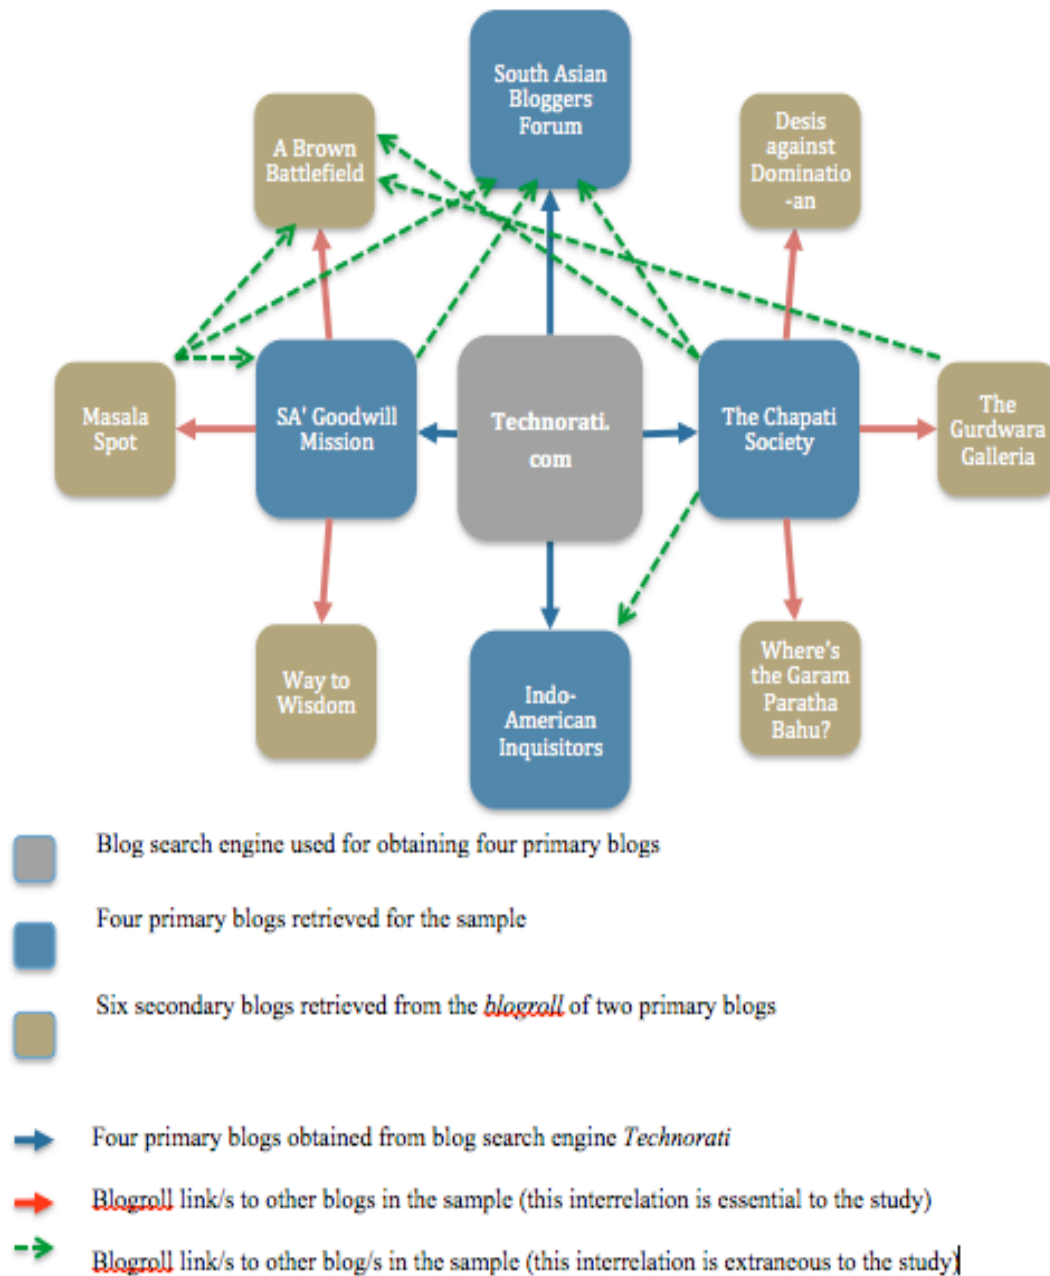 South Asian
Bloggers
Forum
A Brown
Battlefield
Desis
against
Dominatio
-an
Masala
Spot
SA' Goodwill
Mission
Technorati.
com
The Chapati
Society
The
Gurdwara
Galleria
Way to
Wisdom
Indo-
American
Inquisitors
Where's
the Garam
Paratha
Bahu?
Blog search engine used for obtaining four primary blogs
Four primary blogs retrieved for the sample
Six secondary blogs retrieved from the blogroll of two primary blogs
Four primary blogs obtained from blog search engine Technorati
Blogroll link/s to other blogs in the sample (this interrelation is essential to the study)
Blogroll link/s to other blog/s in the sample (this interrelation is extraneous to the study)